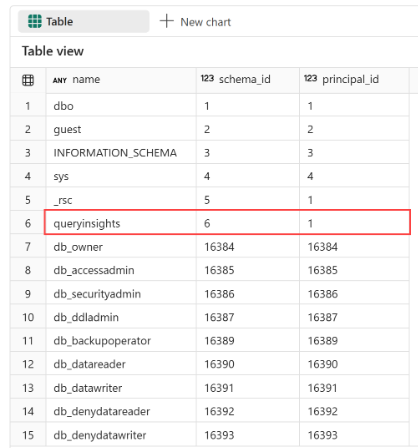 Table + New chart
Table view
ANY name 123 schema_id 123 principal_id
1 dbo 1 1
2 guest 2 2
3 INFORMATION_SCHEMA 3 3
4 sys 4 4
5 _rsc 5 1
6 queryinsights 6 1
7 db_owner 16384 16384
8 db_accessadmin 16385 16385
9 db_securityadmin 16386 16386
10 db_ddladmin 16387 16387
11 db_backupoperator 16389 16389
12 db_datareader 16390 16390
13 db_datawriter 16391 16391
14 db_denydatareader 16392 16392
15 db_denydatawriter 16393 16393